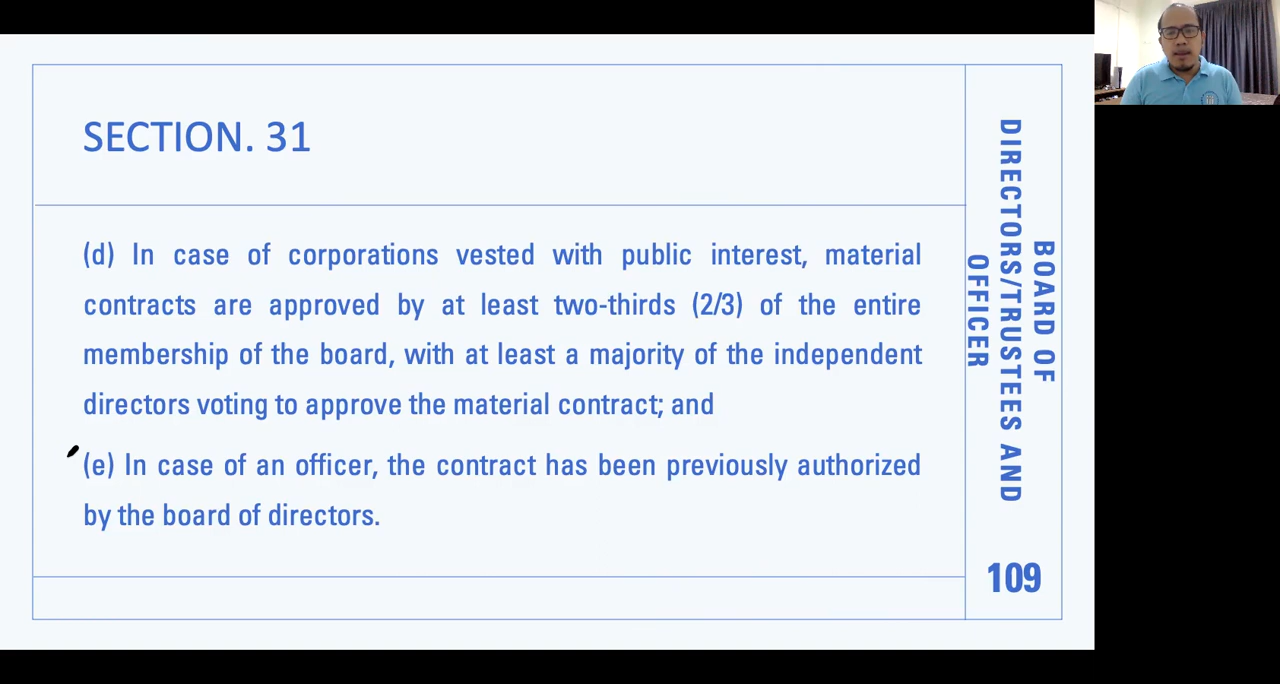 SECTION. 31
(d) In case of corporations vested with public interest, material
contracts are approved by at least two-thirds (2/3) of the entire
membership of the board, with at least a majority of the independent
directors voting to approve the material contract; and
(e) In case of an officer, the contract has been previously authorized
by the board of directors.
BOARD OF
DIRECTORS/TRUSTEES AND
OFFICER
109